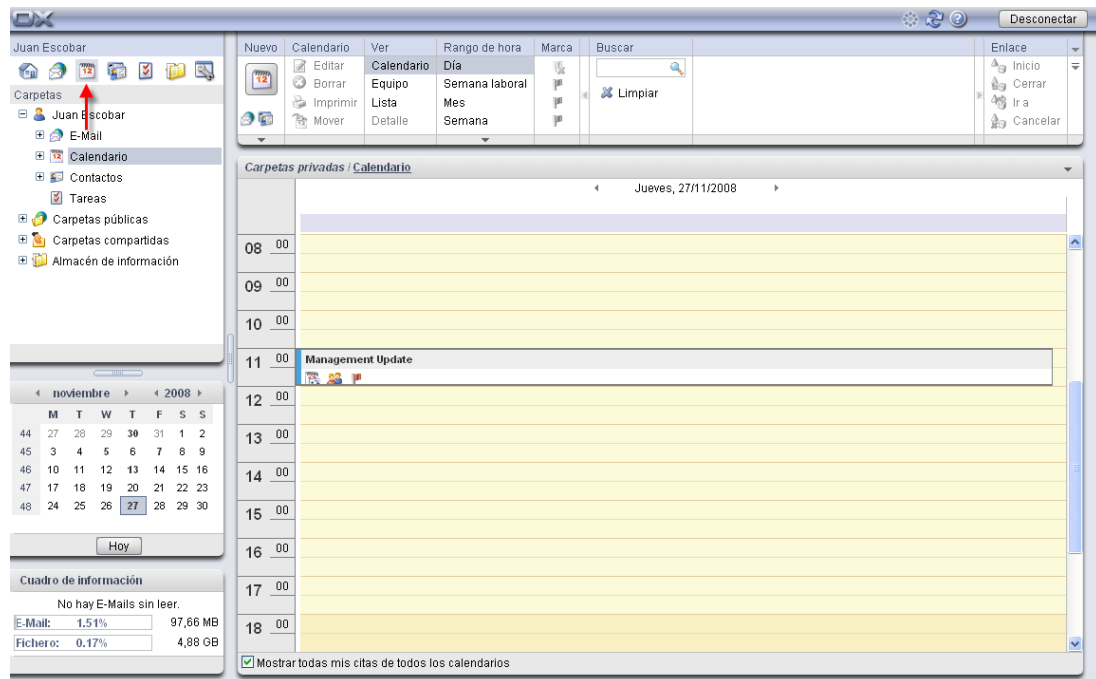 OX
Desconectar
Juan Escobar
Carpetas
Juan Escobar
E-Mail
Calendario
Contactos
Tareas
Carpetas públicas
Carpetas compartidas
Almacén de información
noviembre 2008
M T W T F S S
44 27 28 29 30 31 1 2
45 3 4 5 6 7 8 9
46 10 11 12 13 14 15 16
47 17 18 19 20 21 22 23
48 24 25 26 27 28 29 30
Hoy
Cuadro de información
No hay E-Mails sin leer.
E-Mail: 1.51% 97,66 MB
Fichero: 0.17% 4,88 GB
Nuevo Calendario Ver Rango de hora Marca Buscar Enlace
Editar Calendario Día Inicio
Borrar Equipo Semana laboral Limpiar Cerrar
Imprimir Lista Mes Ir a
Mover Detalle Semana Cancelar
Carpetas privadas / Calendario
Jueves, 27/11/2008
08 00
09 00
10 00
11 00 Management Update
12 00
13 00
14 00
15 00
16 00
17 00
18 00
Mostrar todas mis citas de todos los calendarios